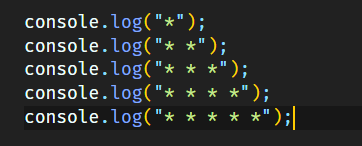 console.log("*");
console.log("* *");
console.log("* * *");
console.log("* * * *");
console.log("* * * * *");